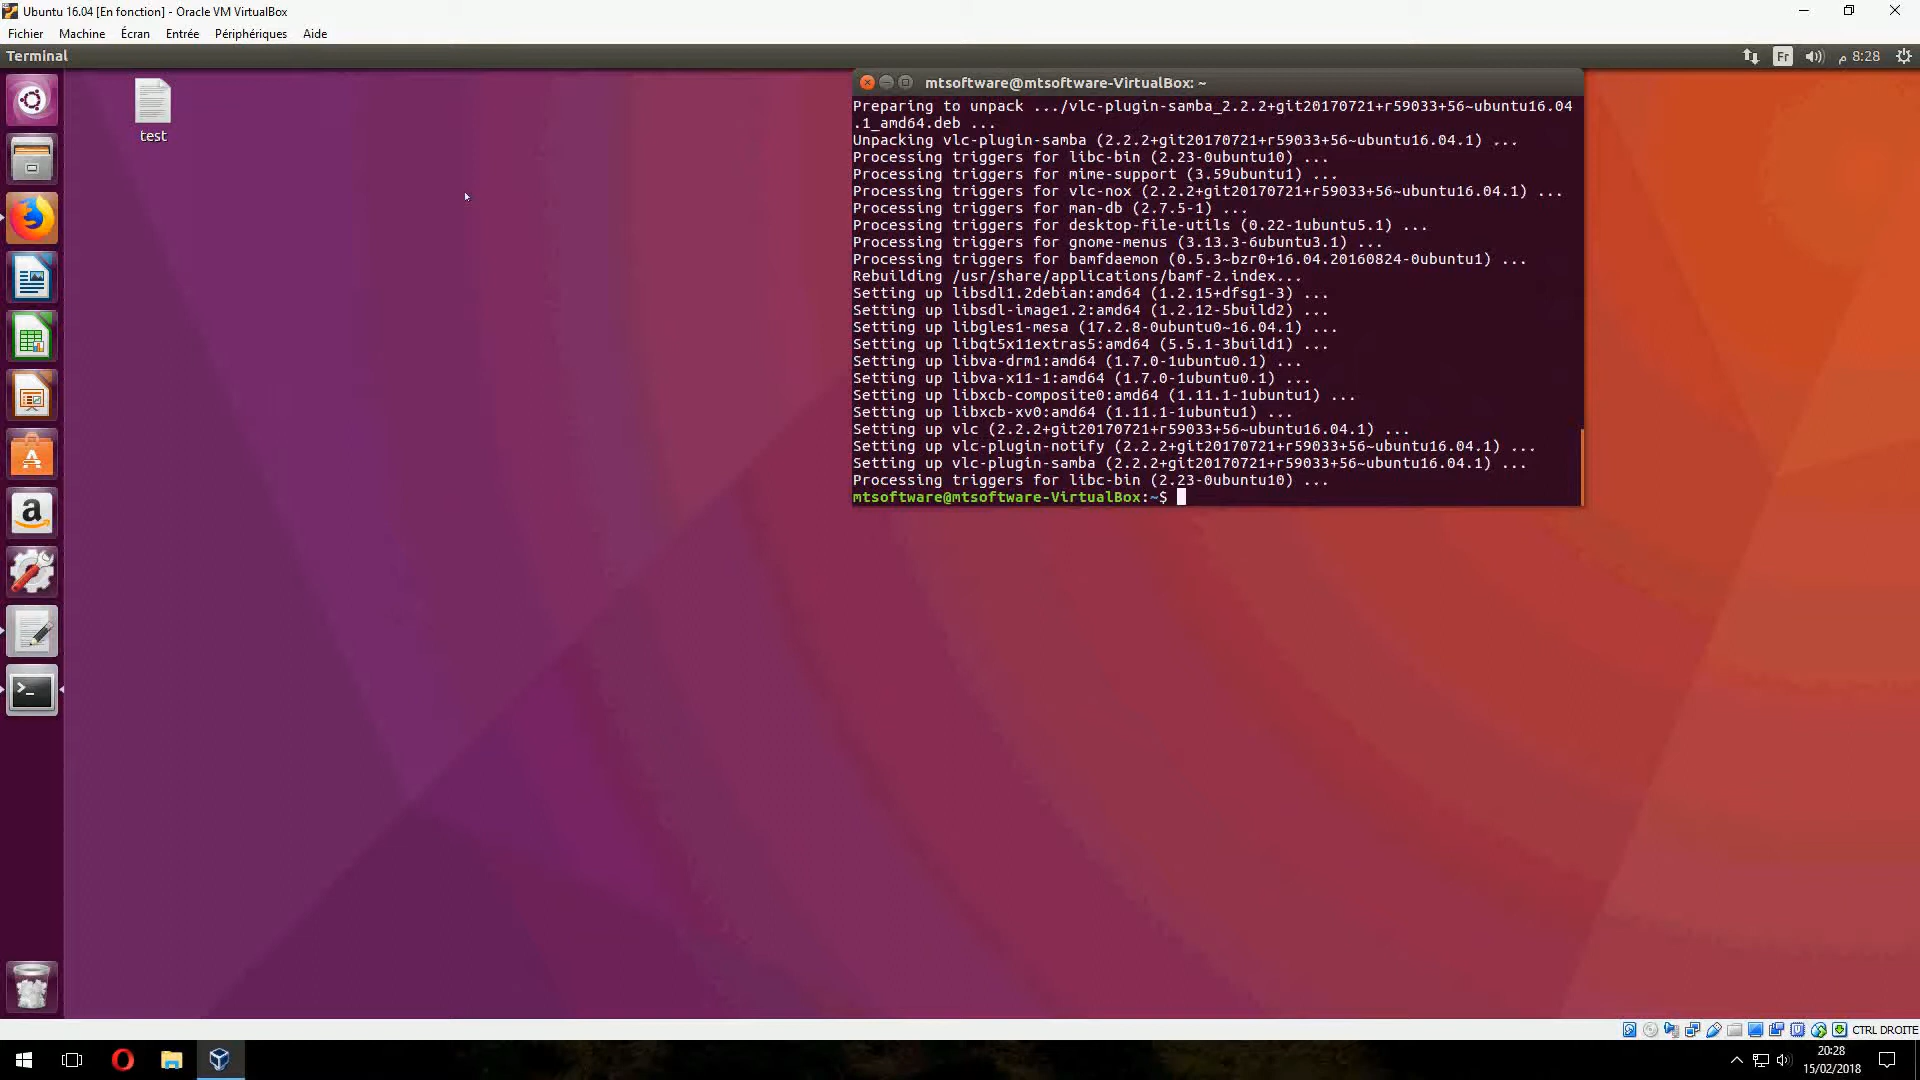 Ubuntu 16.04 [En fonction] - Oracle VM VirtualBox
Fichier Machine Écran Entrée Périphériques Aide
Terminal
Fr
م 8:28
test
mtsoftware@mtsoftware-VirtualBox: ~
Preparing to unpack .../vlc-plugin-samba_2.2.2+git20170721+r59033+56~ubuntu16.04
.1_amd64.deb ...
Unpacking vlc-plugin-samba (2.2.2+git20170721+r59033+56~ubuntu16.04.1) ...
Processing triggers for libc-bin (2.23-0ubuntu10) ...
Processing triggers for mime-support (3.59ubuntu1) ...
Processing triggers for vlc-nox (2.2.2+git20170721+r59033+56~ubuntu16.04.1) ...
Processing triggers for man-db (2.7.5-1) ...
Processing triggers for desktop-file-utils (0.22-1ubuntu5.1) ...
Processing triggers for gnome-menus (3.13.3-6ubuntu3.1) ...
Processing triggers for bamfdaemon (0.5.3~bzr0+16.04.20160824-0ubuntu1) ...
Rebuilding /usr/share/applications/bamf-2.index...
Setting up libsdl1.2debian:amd64 (1.2.15+dfsg1-3) ...
Setting up libsdl-image1.2:amd64 (1.2.12-5build2) ...
Setting up libgles1-mesa (17.2.8-0ubuntu0~16.04.1) ...
Setting up libqt5x11extras5:amd64 (5.5.1-3build1) ...
Setting up libva-drm1:amd64 (1.7.0-1ubuntu0.1) ...
Setting up libva-x11-1:amd64 (1.7.0-1ubuntu0.1) ...
Setting up libxcb-composite0:amd64 (1.11.1-1ubuntu1) ...
Setting up libxcb-xv0:amd64 (1.11.1-1ubuntu1) ...
Setting up vlc (2.2.2+git20170721+r59033+56~ubuntu16.04.1) ...
Setting up vlc-plugin-notify (2.2.2+git20170721+r59033+56~ubuntu16.04.1) ...
Setting up vlc-plugin-samba (2.2.2+git20170721+r59033+56~ubuntu16.04.1) ...
Processing triggers for libc-bin (2.23-0ubuntu10) ...
mtsoftware@mtsoftware-VirtualBox:~$
CTRL DROITE
20:28
15/02/2018